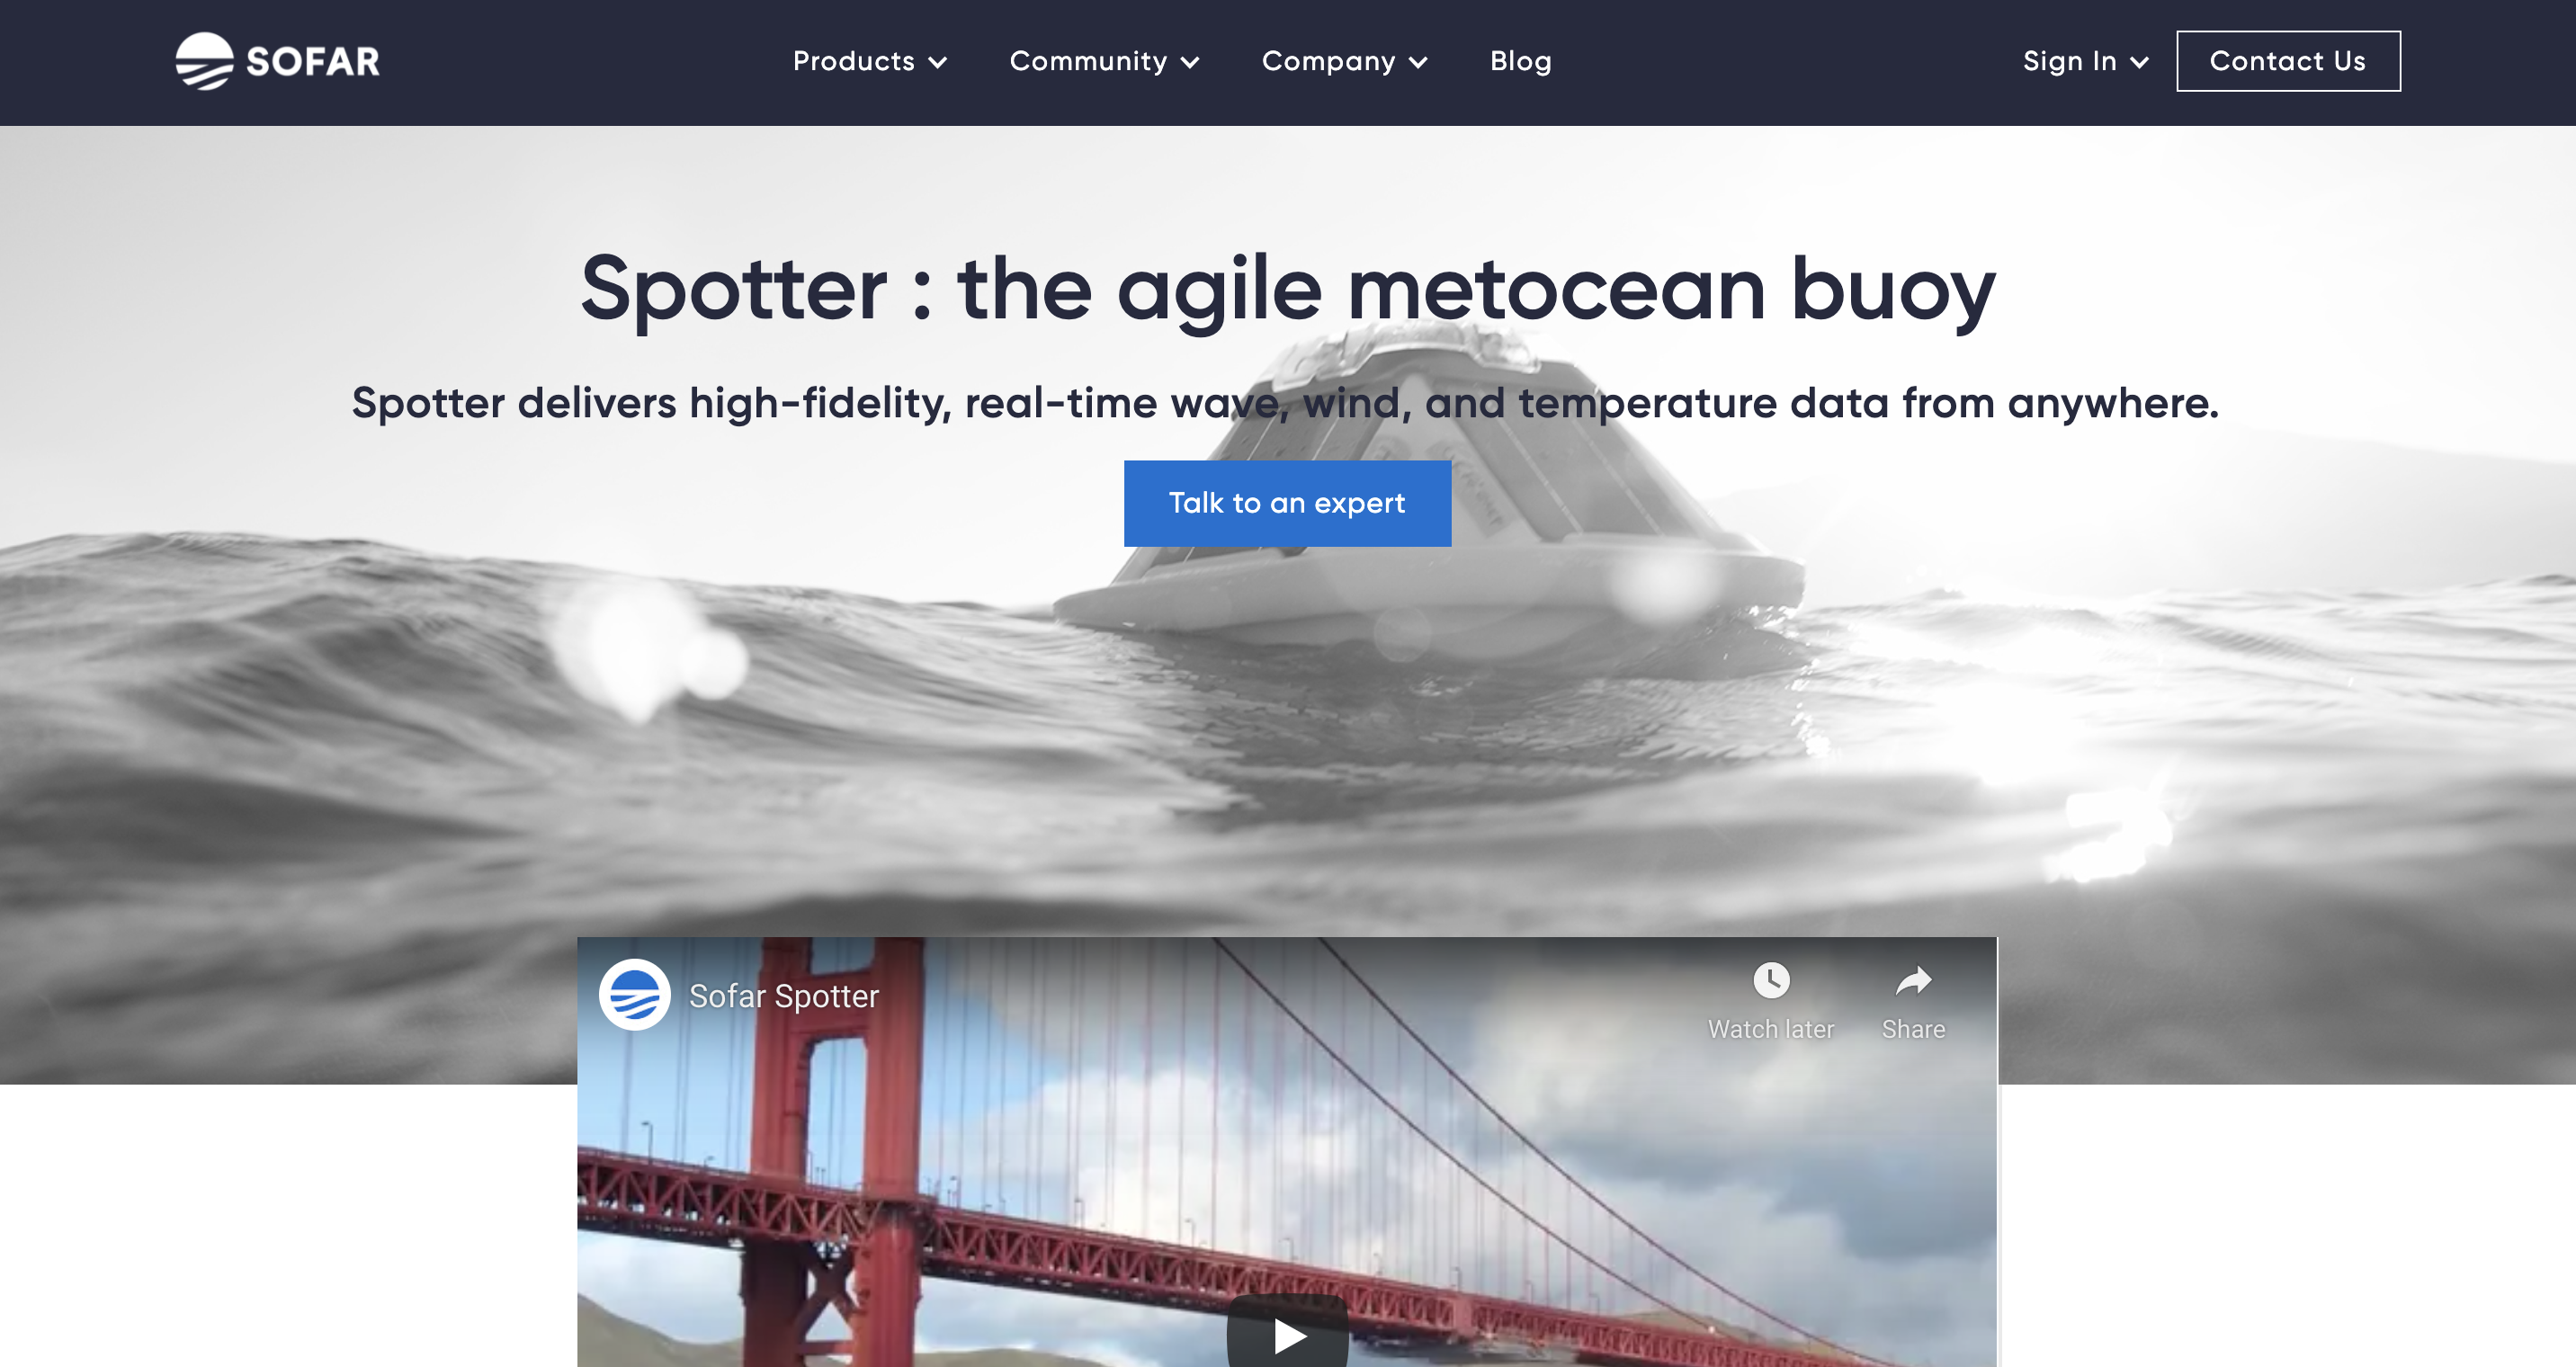 SOFAR
Products
Community
Company
Blog
Sign In
Contact Us
Spotter : the agile metocean buoy
Spotter delivers high-fidelity, real-time wave, wind, and temperature data from anywhere.
Talk to an expert
Sofar Spotter
Watch later
Share